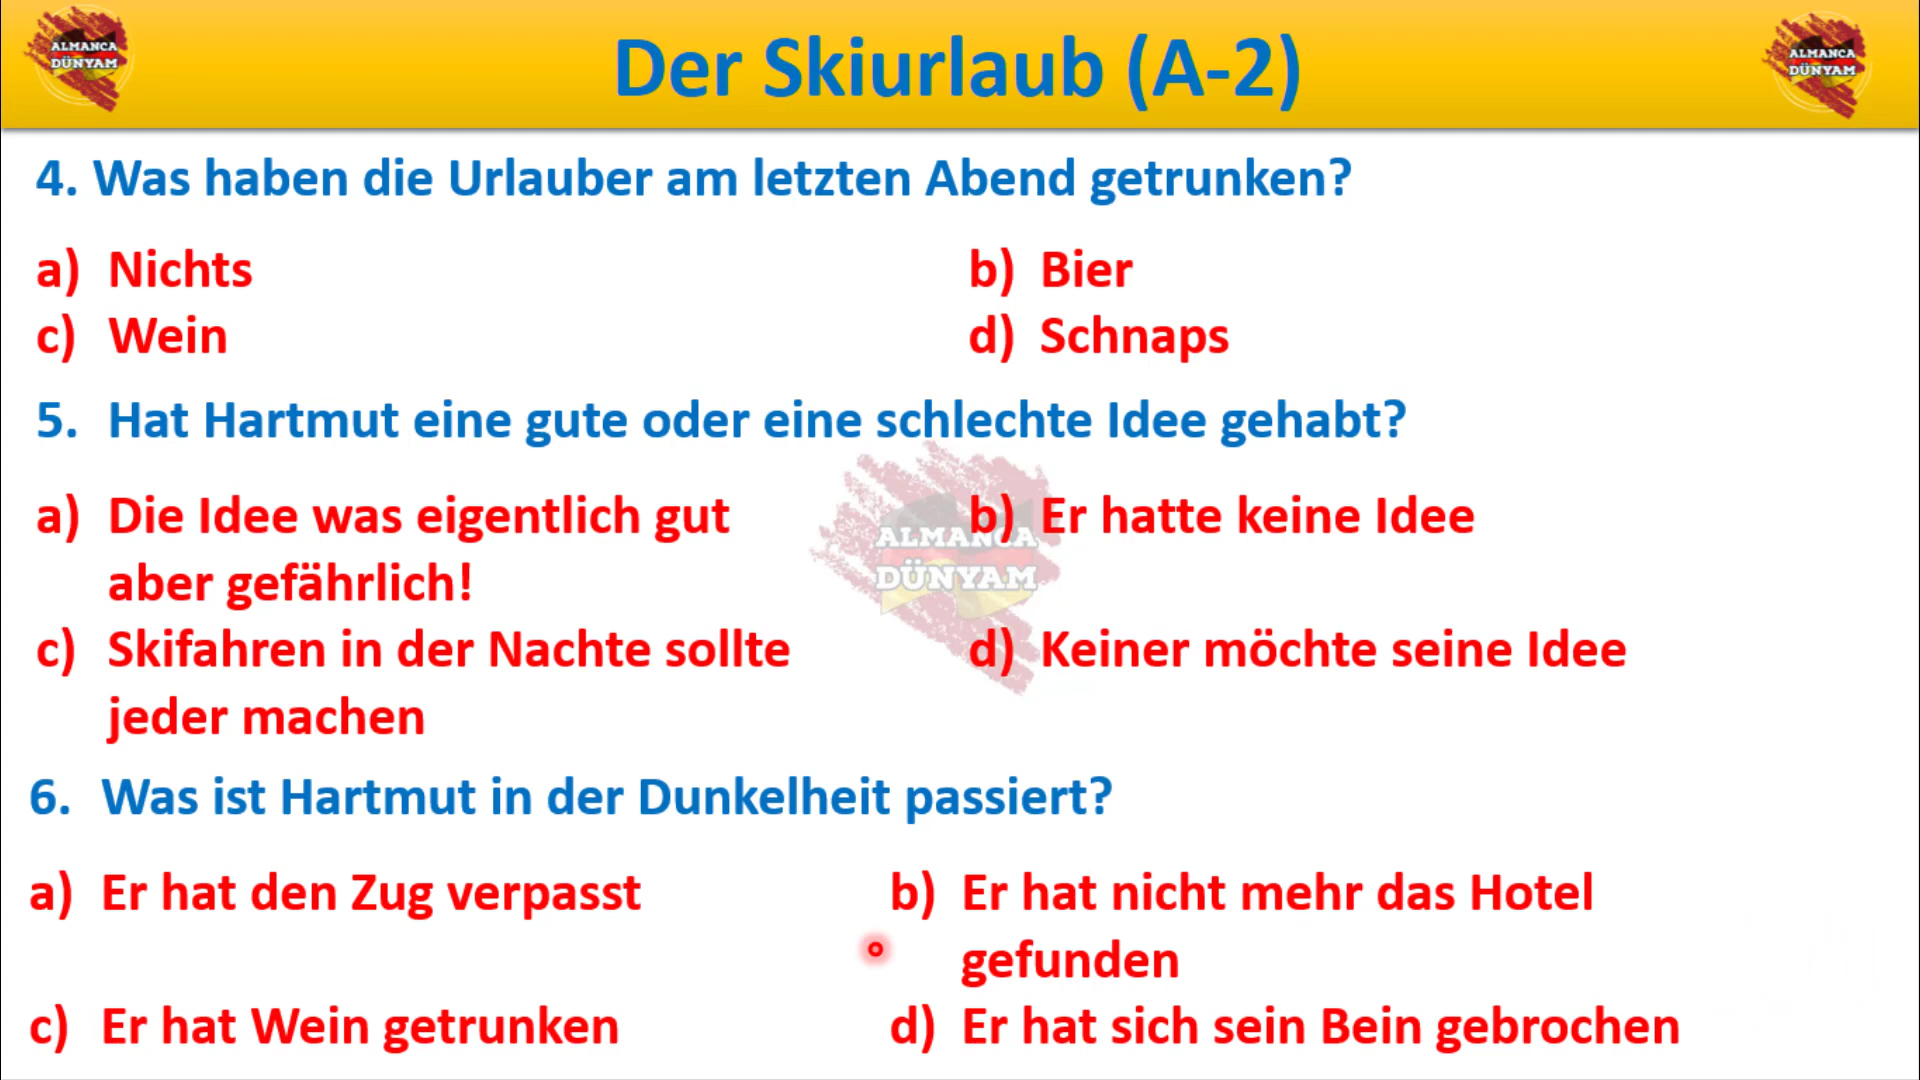 ALMANCA
DÜNYAM
Der Skiurlaub (A-2)
ALMANCA
DÜNYAM
4. Was haben die Urlauber am letzten Abend getrunken?
a) Nichts
b) Bier
c) Wein
d) Schnaps
5. Hat Hartmut eine gute oder eine schlechte Idee gehabt?
a) Die Idee was eigentlich gut
aber gefährlich!
b) Er hatte keine Idee
ALMANCA
DÜNYAM
c) Skifahren in der Nachte sollte
jeder machen
d) Keiner möchte seine Idee
6. Was ist Hartmut in der Dunkelheit passiert?
a) Er hat den Zug verpasst
b) Er hat nicht mehr das Hotel
gefunden
c) Er hat Wein getrunken
d) Er hat sich sein Bein gebrochen